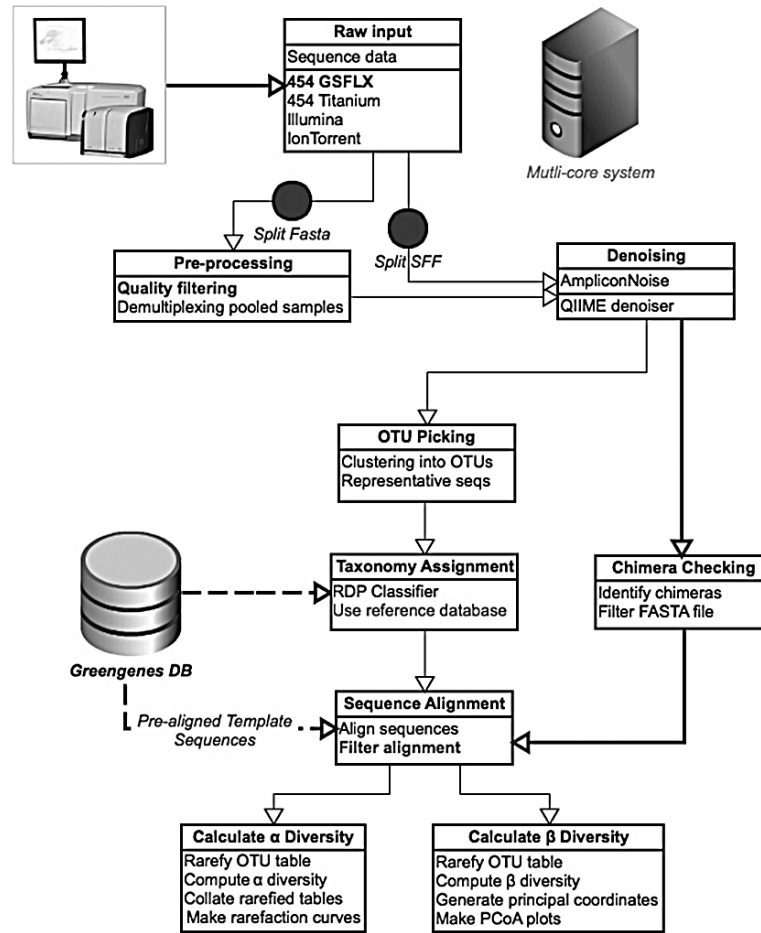 Raw input
Sequence data
454 GSFLX
454 Titanium
Illumina
IonTorrent
Mutli-core system
Split Fasta
Split SFF
Pre-processing
Quality filtering
Demultiplexing pooled samples
Denoising
AmpliconNoise
QIIME denoiser
OTU Picking
Clustering into OTUs
Representative seqs
Taxonomy Assignment
RDP Classifier
Use reference database
Chimera Checking
Identify chimeras
Filter FASTA file
Greengenes DB
Pre-aligned Template
Sequences
Sequence Alignment
Align sequences
Filter alignment
Calculate α Diversity
Rarefy OTU table
Compute α diversity
Collate rarefied tables
Make rarefaction curves
Calculate β Diversity
Rarefy OTU table
Compute β diversity
Generate principal coordinates
Make PCoA plots